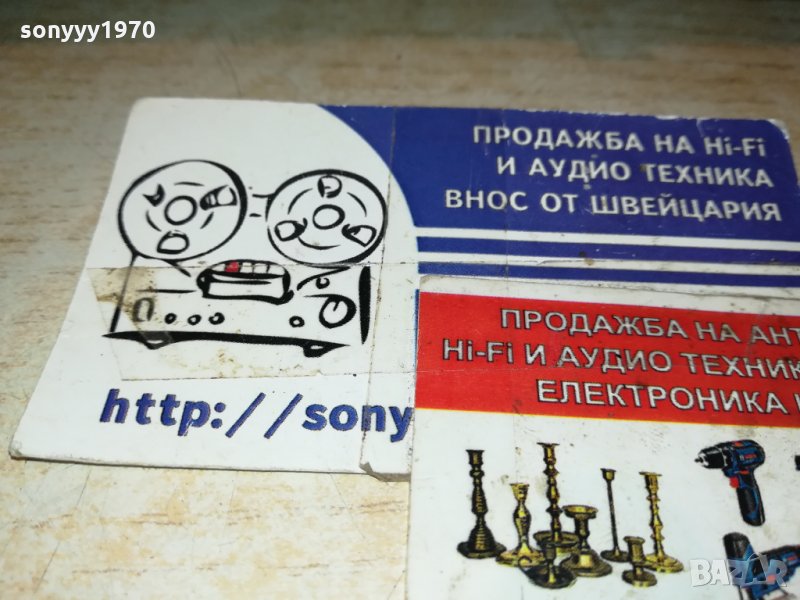 sonyyy1970
ПРОДАЖБА НА Hi-Fi
И АУДИО ТЕХНИКА
ВНОС ОТ ШВЕЙЦАРИЯ
http://sony
ПРОДАЖБА НА АНТ
Hi-Fi И АУДИО ТЕХНИК
ЕЛЕКТРОНИКА
BAZAR